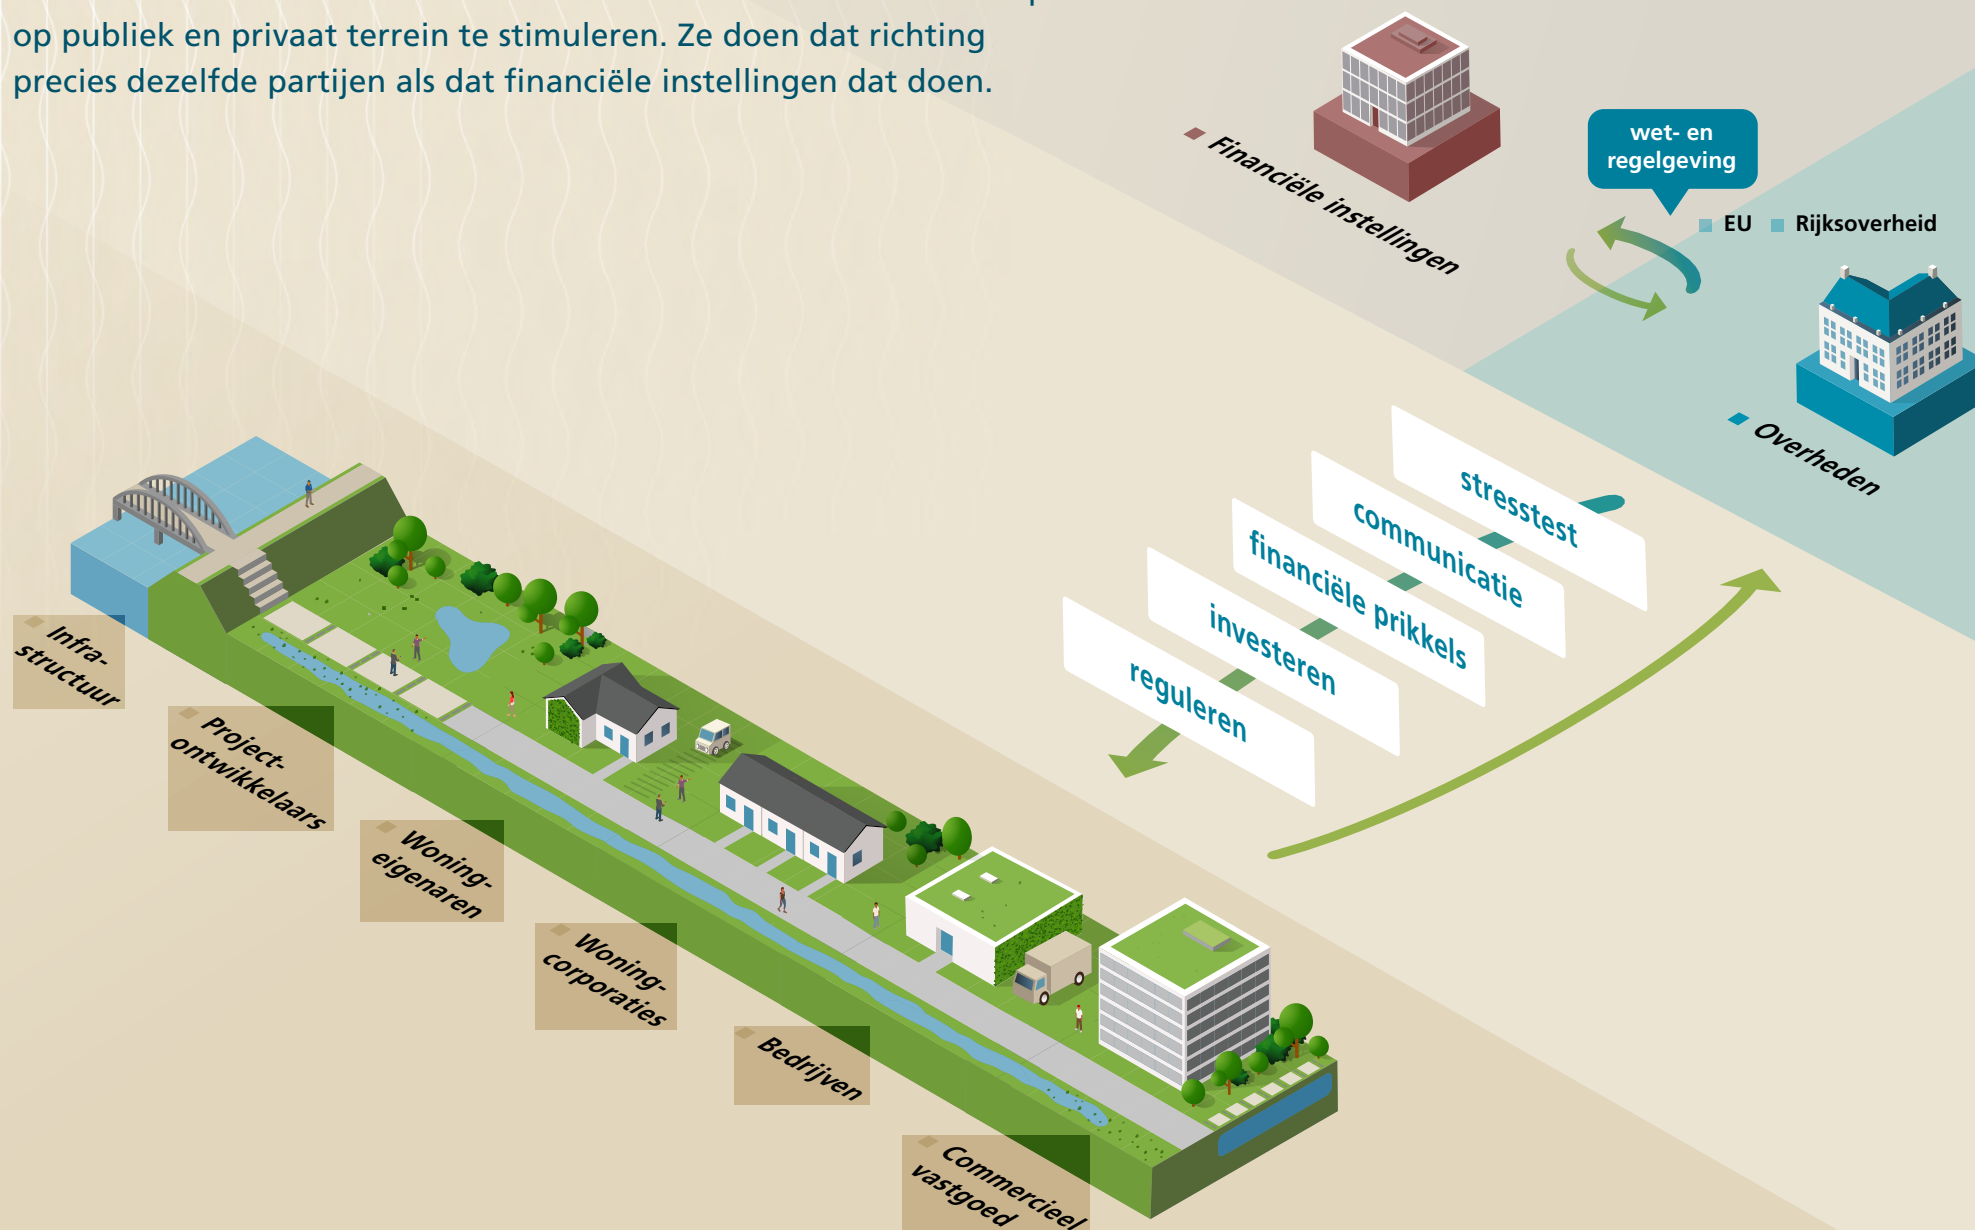 op publiek en privaat terrein te stimuleren. Ze doen dat richting
precies dezelfde partijen als dat financiële instellingen dat doen.
Financiële instellingen
wet- en
regelgeving
EU
Rijksoverheid
Overheden
stresstest
communicatie
financiële prikkels
investeren
reguleren
Infra-
structuur
Project-
ontwikkelaars
Woning-
eigenaren
Woning-
corporaties
Bedrijven
Commercieel
vastgoed